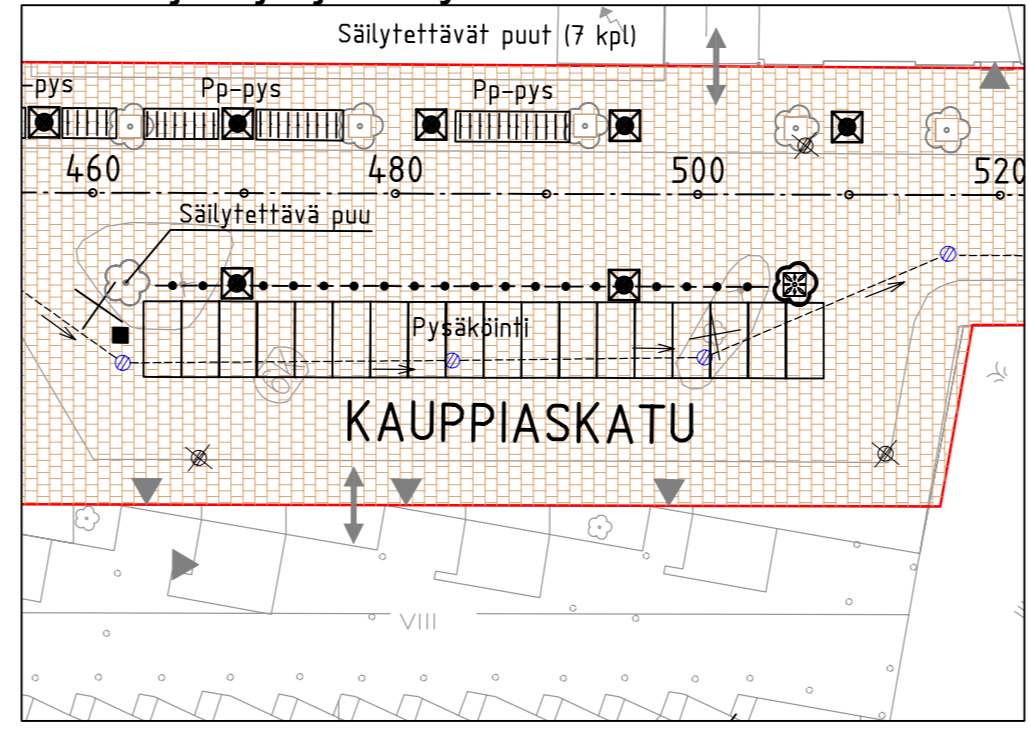 Säilytettävät puut (7 kpl)
-pys
Pp-pys
Pp-pys
460
480
500
520
Säilytettävä puu
Pysäköinti
KAUPPIASKATU
VIII